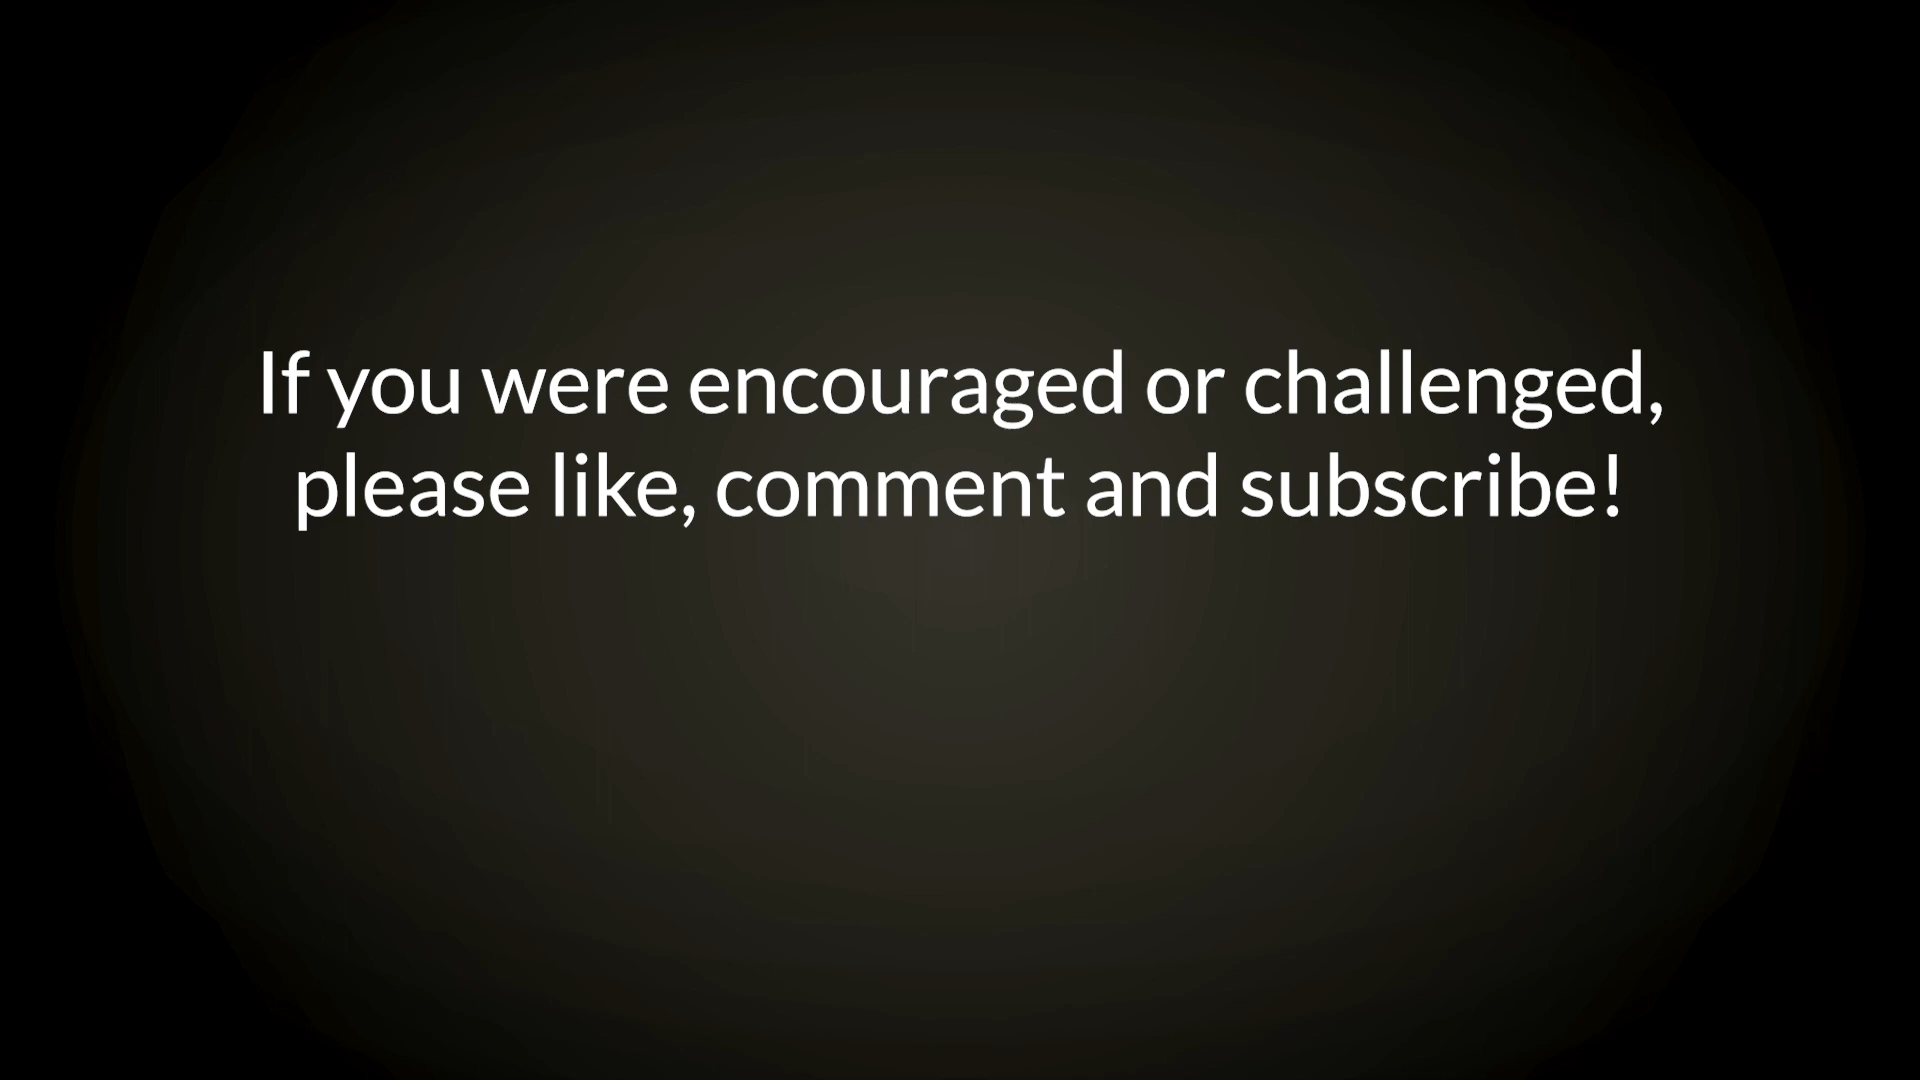 If you were encouraged or challenged,
please like, comment and subscribe!